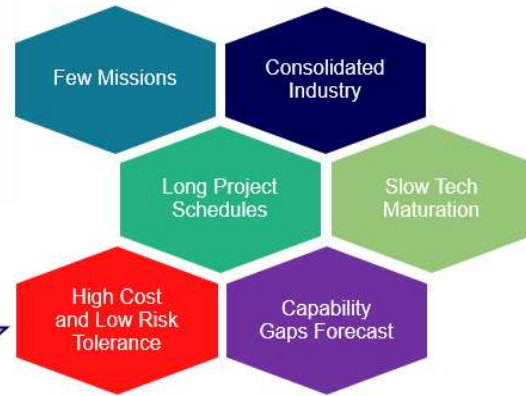 Few Missions
Consolidated
Industry
Long Project
Schedules
Slow Tech
Maturation
High Cost
and Low Risk
Tolerance
Capability
Gaps Forecast